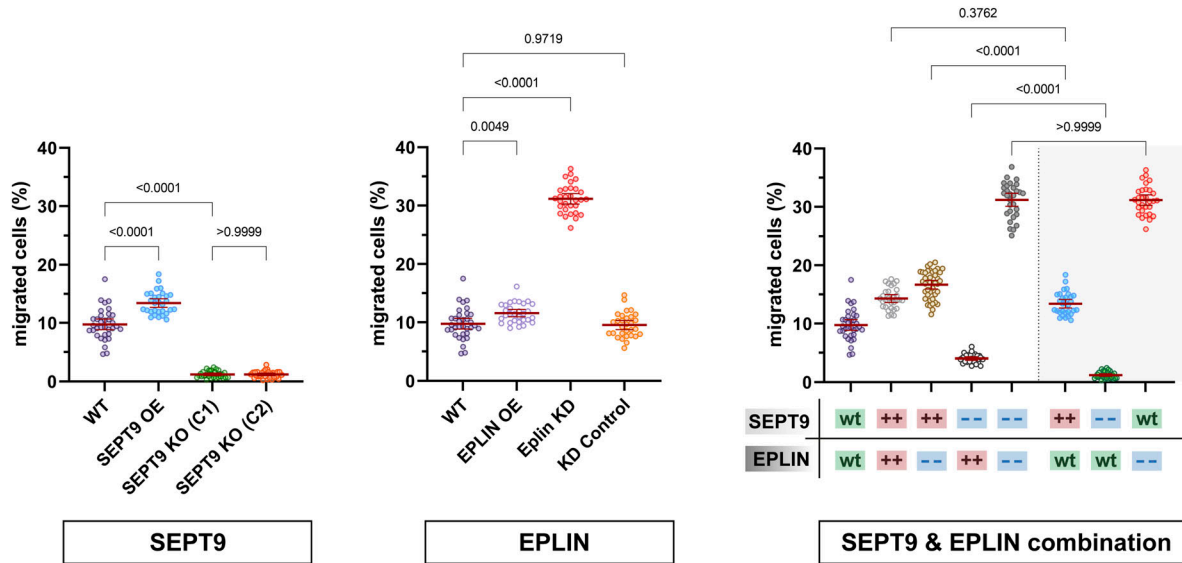 <0.0001
<0.0001
>0.9999
migrated cells (%)
40
30
20
10
0
WT
SEPT9 OE
SEPT9 KO (C1)
SEPT9 KO (C2)
SEPT9
0.9719
<0.0001
0.0049
migrated cells (%)
40
30
20
10
0
WT
EPLIN OE
Eplin KD
KD Control
EPLIN
0.3762
<0.0001
<0.0001
>0.9999
migrated cells (%)
40
30
20
10
0
SEPT9 wt ++ ++ -- -- ++ -- wt
EPLIN wt ++ -- ++ -- wt wt --
SEPT9 & EPLIN combination